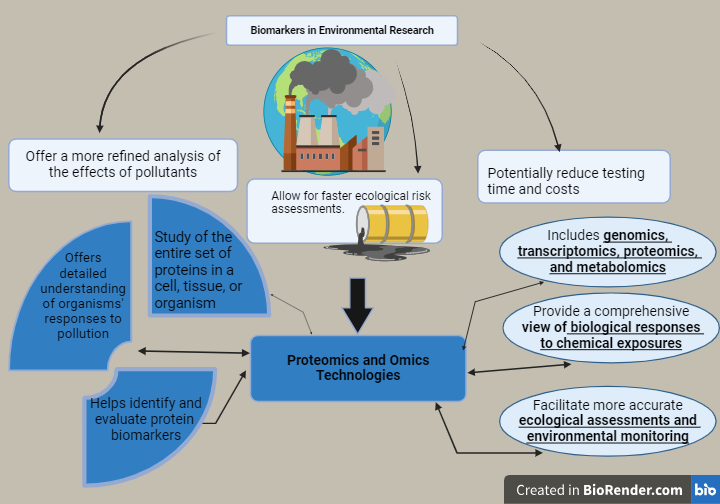 Biomarkers in Environmental Research
Offer a more refined analysis of
the effects of pollutants
Allow for faster ecological risk
assessments.
Potentially reduce testing
time and costs
Offers
detailed
understanding
of organisms'
responses to
pollution
Study of the
entire set of
proteins in a
cell, tissue, or
organism
Helps identify and
evaluate protein
biomarkers
Proteomics and Omics
Technologies
Includes genomics,
transcriptomics, proteomics,
and metabolomics
Provide a comprehensive
view of biological responses
to chemical exposures
Facilitate more accurate
ecological assessments and
environmental monitoring
Created in BioRender.com bio